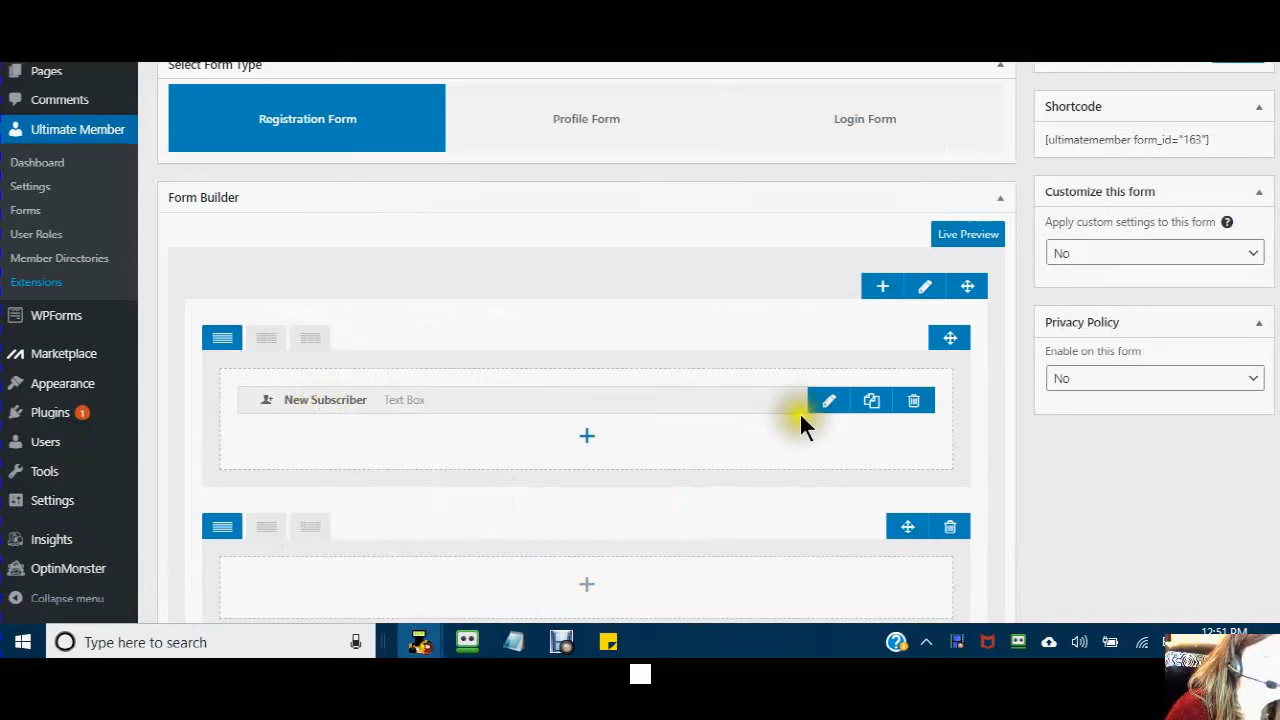 Pages
Comments
Ultimate Member
Dashboard
Settings
Forms
User Roles
Member Directories
Extensions
WPForms
Marketplace
Appearance
Plugins 1
Users
Tools
Settings
Insights
OptinMonster
Collapse menu
Select Form Type
Registration Form
Profile Form
Login Form
Form Builder
Live Preview
New Subscriber Text Box
Shortcode
[ultimatemember form_id="163"]
Customize this form
Apply custom settings to this form ?
No
Privacy Policy
Enable on this form
No
Type here to search
12:51 PM